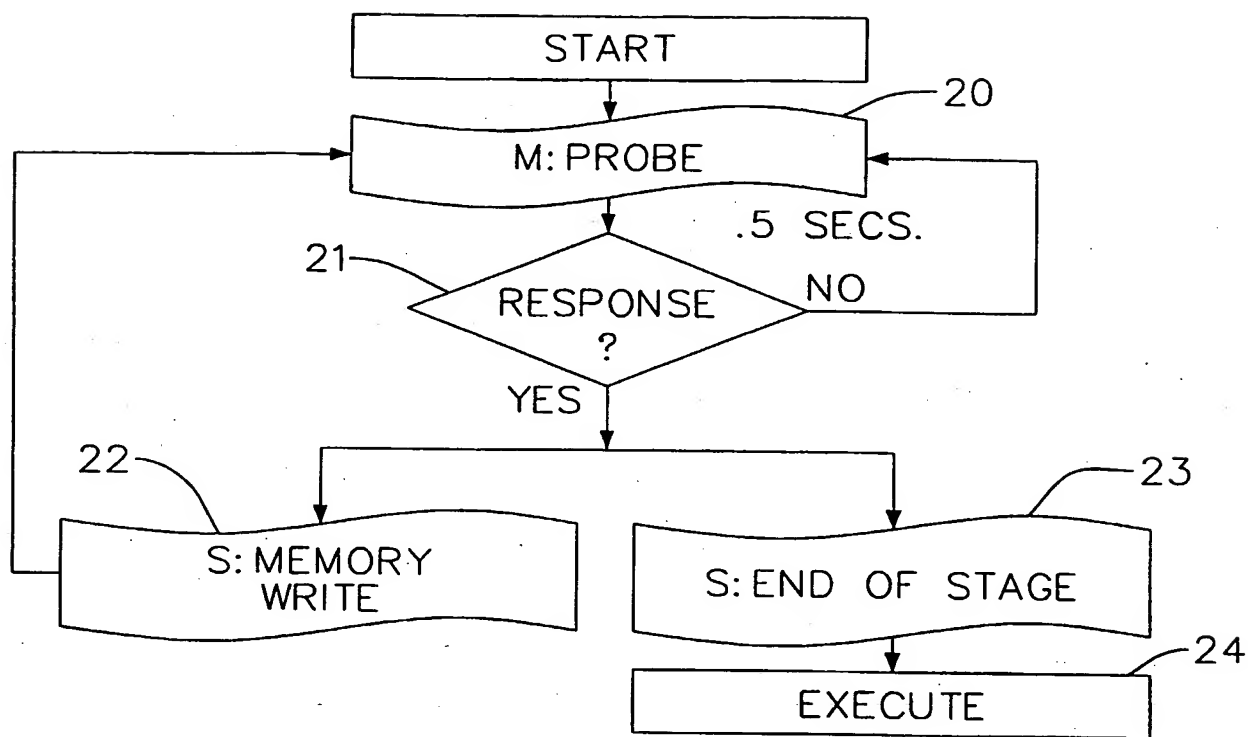 START
20
M: PROBE
.5 SECS.
21
RESPONSE
?
NO
YES
22
23
S: MEMORY
WRITE
S: END OF STAGE
24
EXECUTE